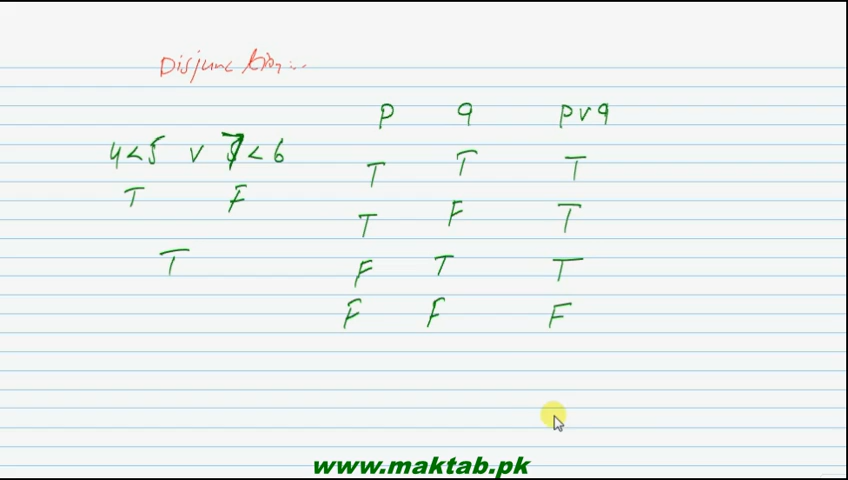 Disjunction:..
p q p v q
4 < 5 v 7 < 6
T T T
T F
T F T
T
F T T
F F F
www.maktab.pk